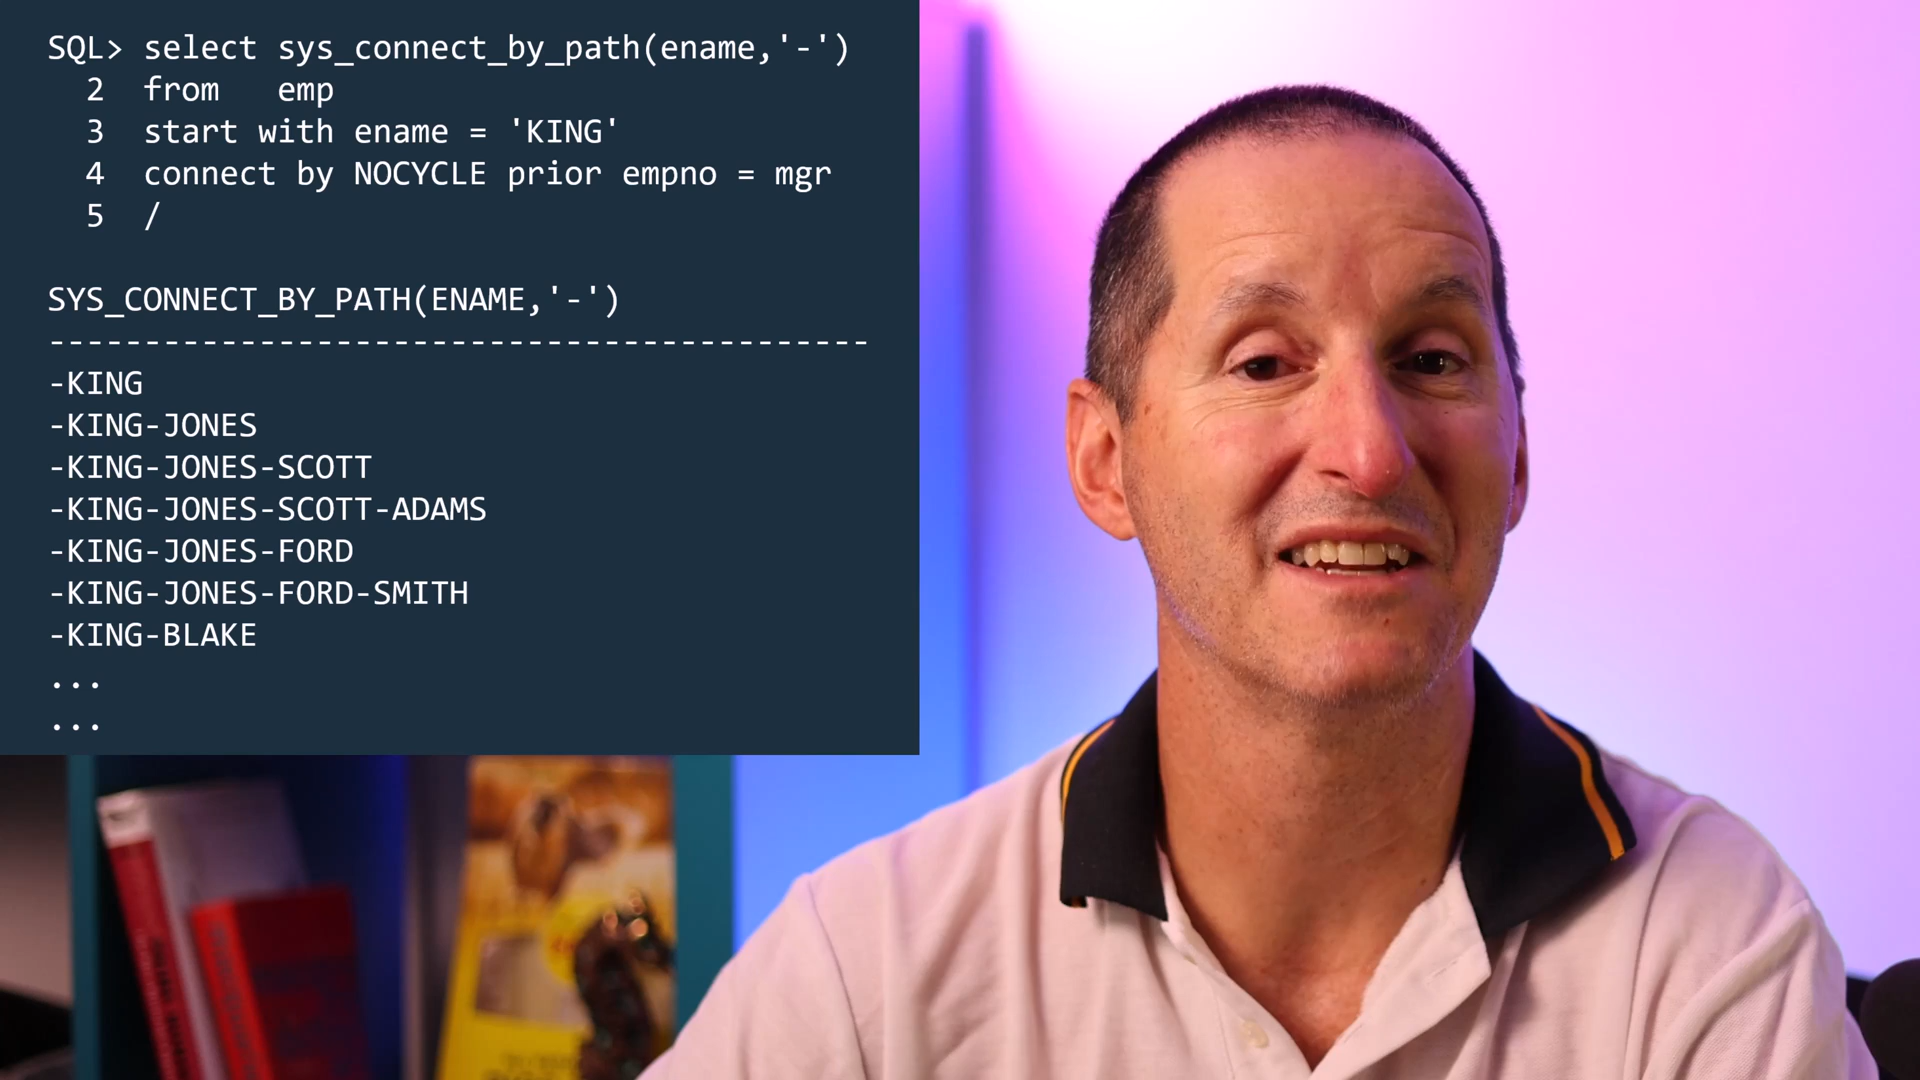 SQL> select sys_connect_by_path(ename,'-')
2 from emp
3 start with ename = 'KING'
4 connect by NOCYCLE prior empno = mgr
5 /
SYS_CONNECT_BY_PATH(ENAME,'-')
-------------------------------------------
-KING
-KING-JONES
-KING-JONES-SCOTT
-KING-JONES-SCOTT-ADAMS
-KING-JONES-FORD
-KING-JONES-FORD-SMITH
-KING-BLAKE
...
...